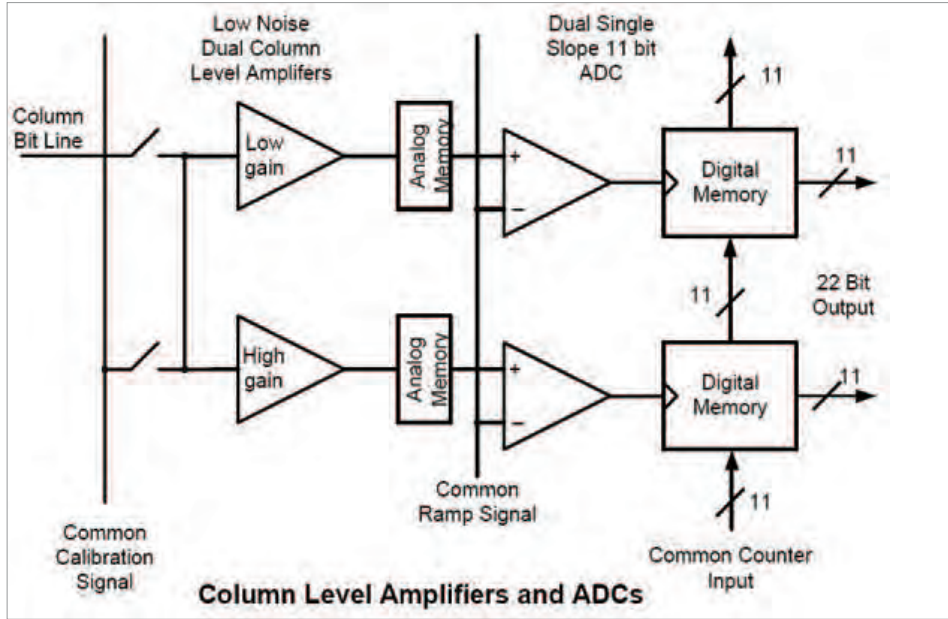 Low Noise
Dual Column
Level Amplifers
Dual Single
Slope 11 bit
ADC
11
Column
Bit Line
Low
gain
Analog
Memory
+
−
Digital
Memory
11
11
22 Bit
Output
High
gain
Analog
Memory
+
−
Digital
Memory
11
Common
Ramp Signal
11
Common
Calibration
Signal
Common Counter
Input
Column Level Amplifiers and ADCs